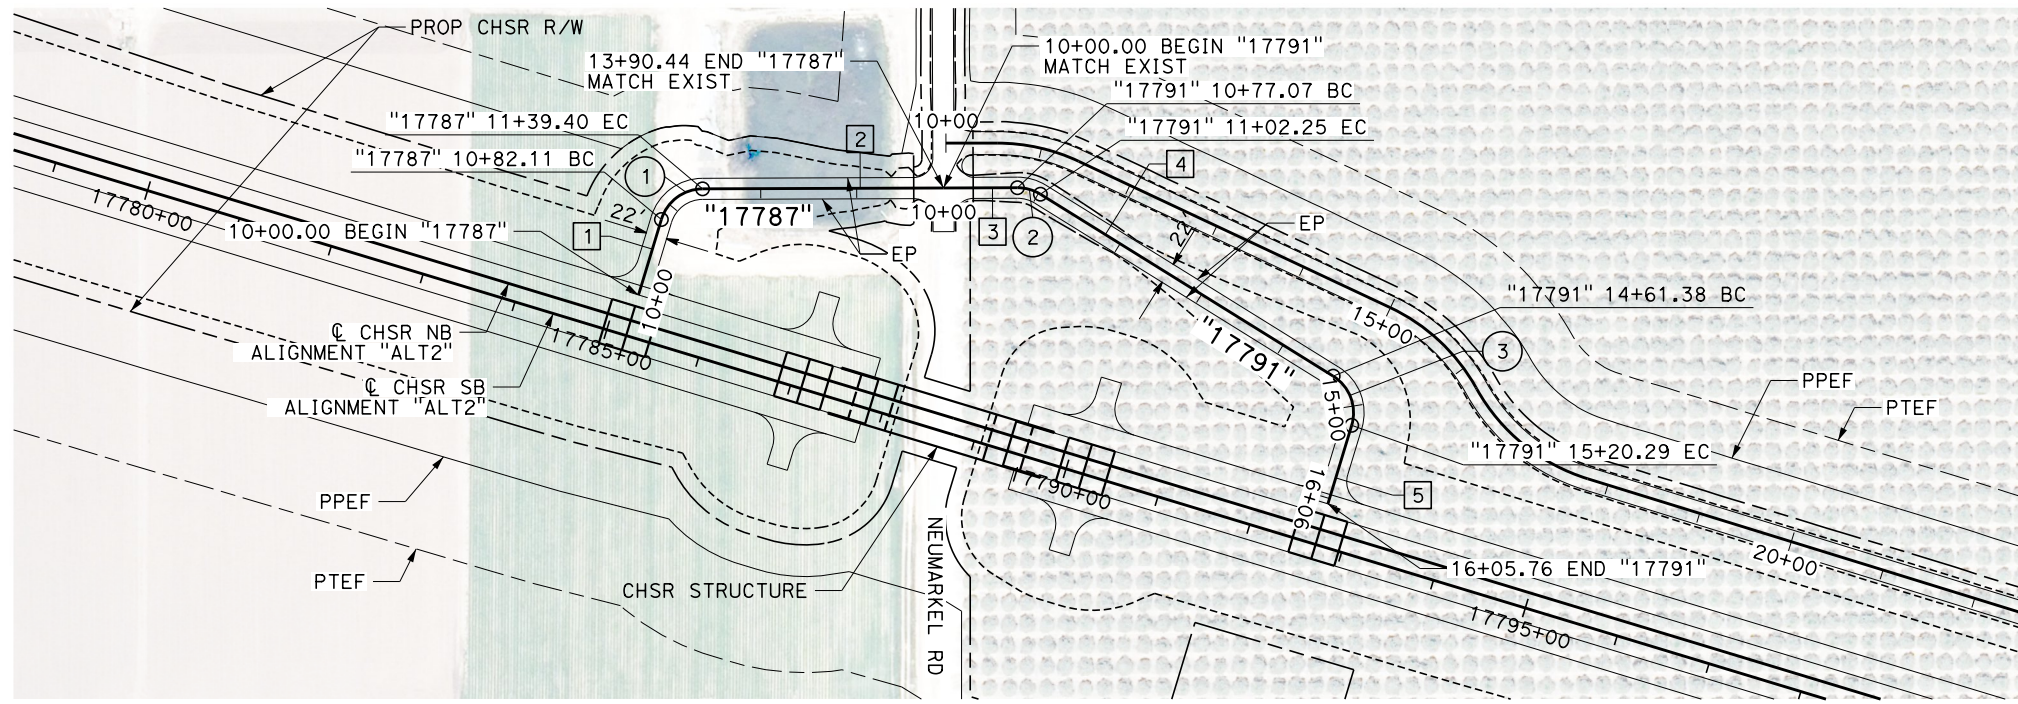 PROP CHSR R/W
13+90.44 END "17787"
MATCH EXIST
10+00.00 BEGIN "17791"
MATCH EXIST
"17791" 10+77.07 BC
"17787" 11+39.40 EC
10+00
"17791" 11+02.25 EC
2
"17787" 10+82.11 BC
4
1
17780+00
22'
"17787"
10+00
1
10+00.00 BEGIN "17787"
3
2
22'
EP
EP
10+00
"17791" 14+61.38 BC
℄ CHSR NB
ALIGNMENT "ALT2"
17785+00
15+00
"17791"
3
℄ CHSR SB
ALIGNMENT "ALT2"
PPEF
PTEF
15+00
"17791" 15+20.29 EC
PPEF
17790+00
16+06
5
NEUMARKEL RD
20+00
PTEF
CHSR STRUCTURE
16+05.76 END "17791"
17795+00